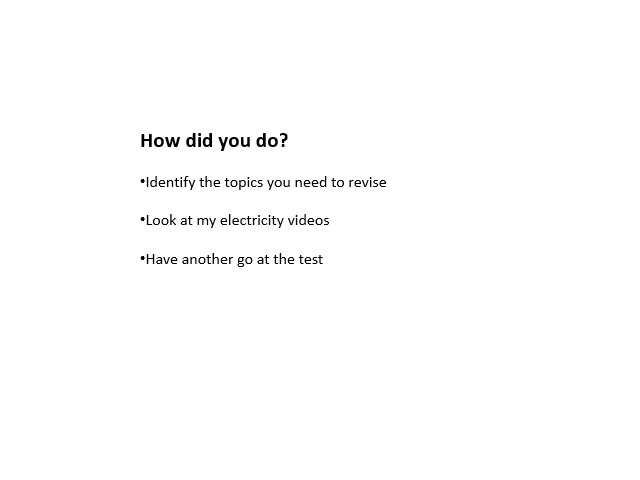 How did you do?
•Identify the topics you need to revise
•Look at my electricity videos
•Have another go at the test